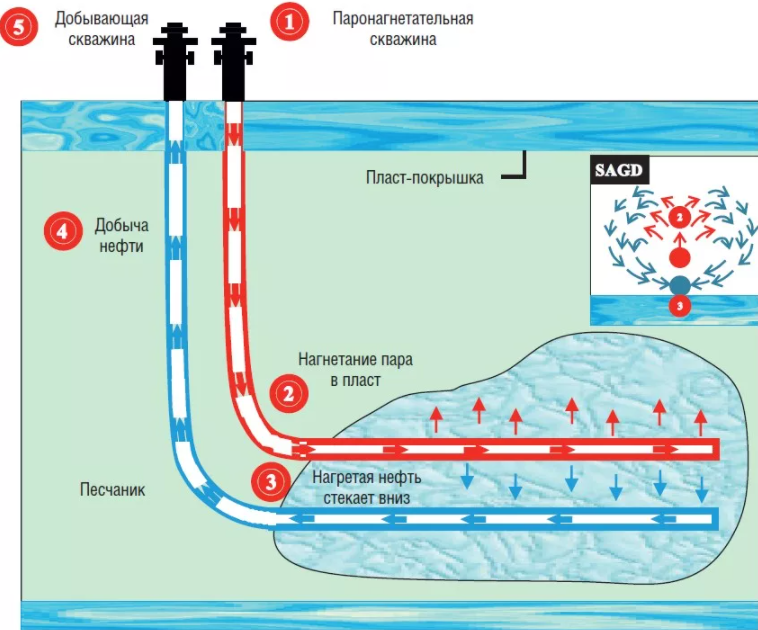 5
Добывающая
скважина
1
Паронагнетательная
скважина
Пласт-покрышка
SAGD
2
3
4
Добыча
нефти
2
Нагнетание пара
в пласт
3
Нагретая нефть
стекает вниз
Песчаник